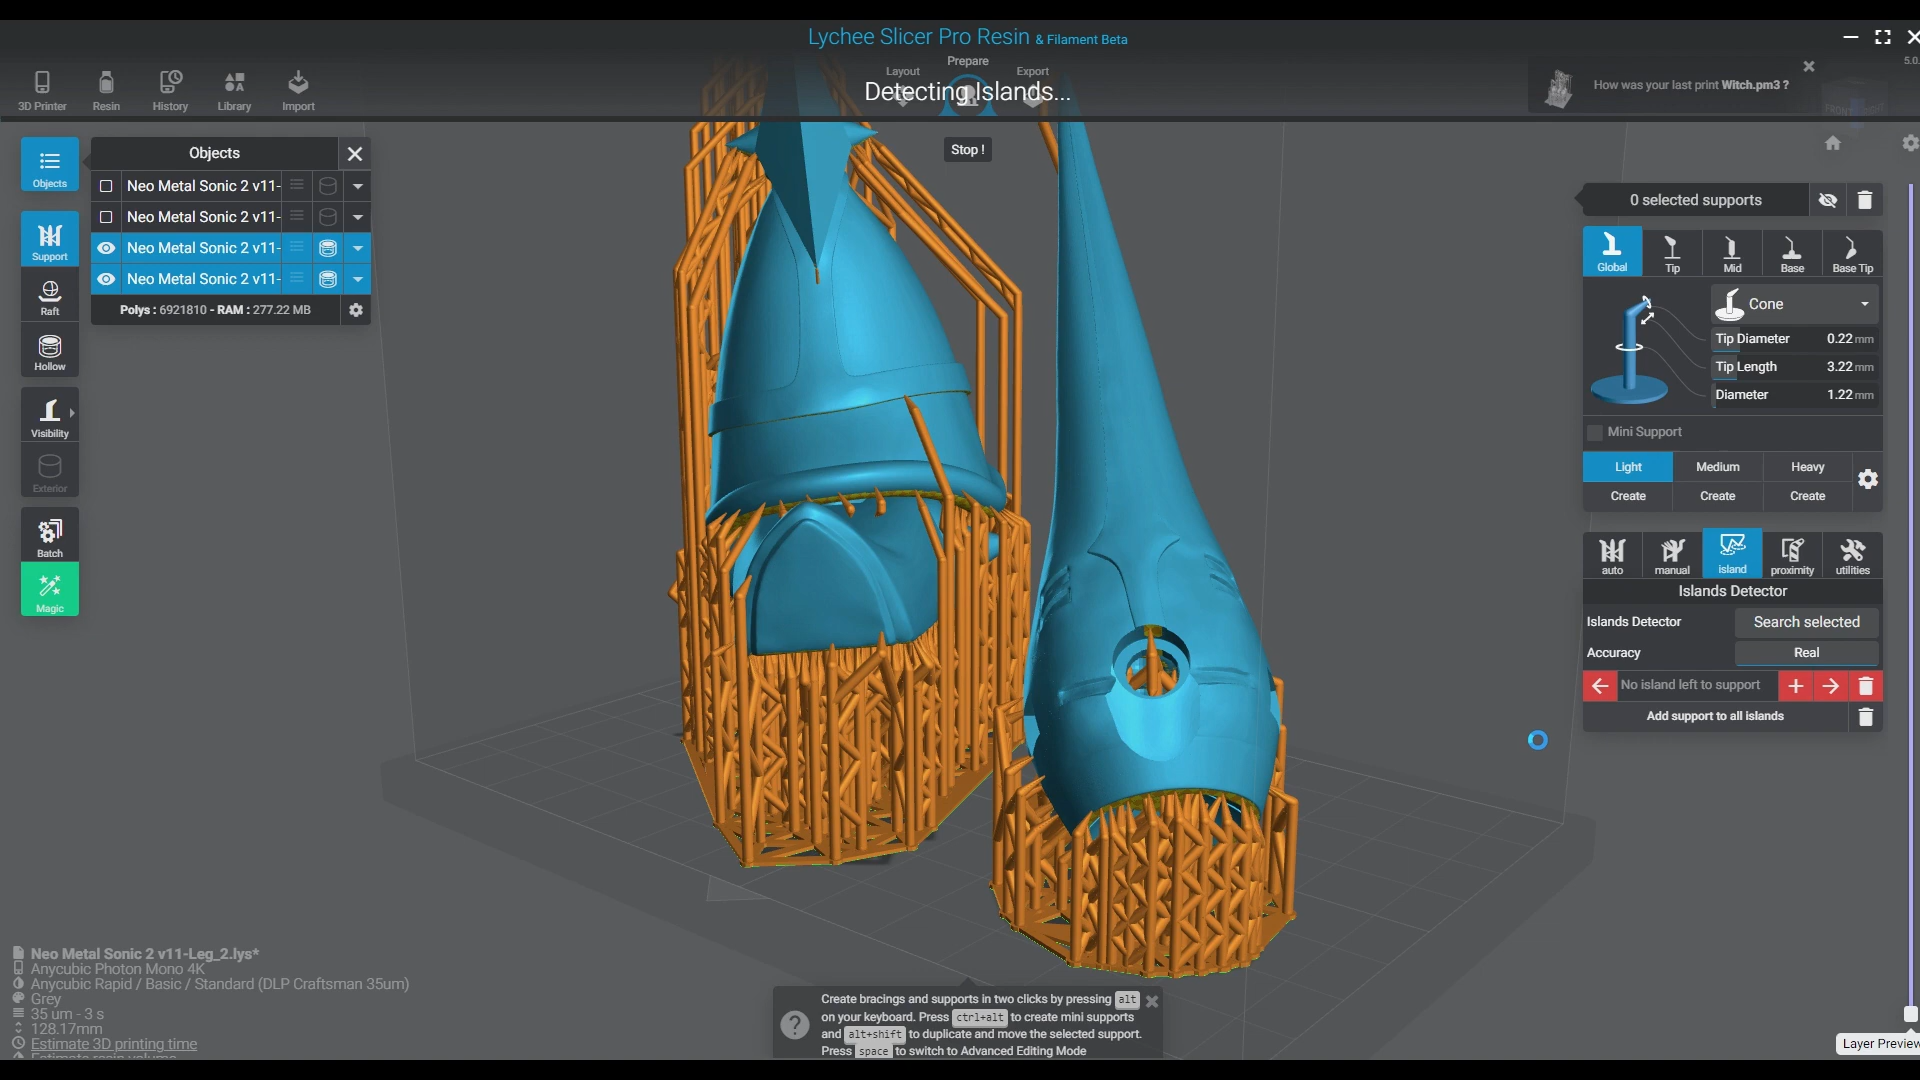 Lychee Slicer Pro Resin & Filament Beta
3D Printer
Resin
History
Library
Import
Layout
Prepare
Export
Detecting Islands...
Stop !
How was your last print Witch.pm3 ?
5.0.
Objects
Support
Raft
Hollow
Visibility
Exterior
Batch
Magic
Objects
Neo Metal Sonic 2 v11-
Neo Metal Sonic 2 v11-
Neo Metal Sonic 2 v11-
Neo Metal Sonic 2 v11-
Polys : 6921810 - RAM : 277.22 MB
0 selected supports
Global
Tip
Mid
Base
Base Tip
Cone
Tip Diameter 0.22 mm
Tip Length 3.22 mm
Diameter 1.22 mm
Mini Support
Light Medium Heavy
Create Create Create
auto
manual
island
proximity
utilities
Islands Detector
Islands Detector Search selected
Accuracy Real
No island left to support
Add support to all islands
Neo Metal Sonic 2 v11-Leg_2.lys*
Anycubic Photon Mono 4K
Anycubic Rapid / Basic / Standard (DLP Craftsman 35um)
Grey
35 um - 3 s
128.17mm
Estimate 3D printing time
Estimate resin volume
Create bracings and supports in two clicks by pressing alt
on your keyboard. Press ctrl+alt to create mini supports
and alt+shift to duplicate and move the selected support.
Press space to switch to Advanced Editing Mode
Layer Preview